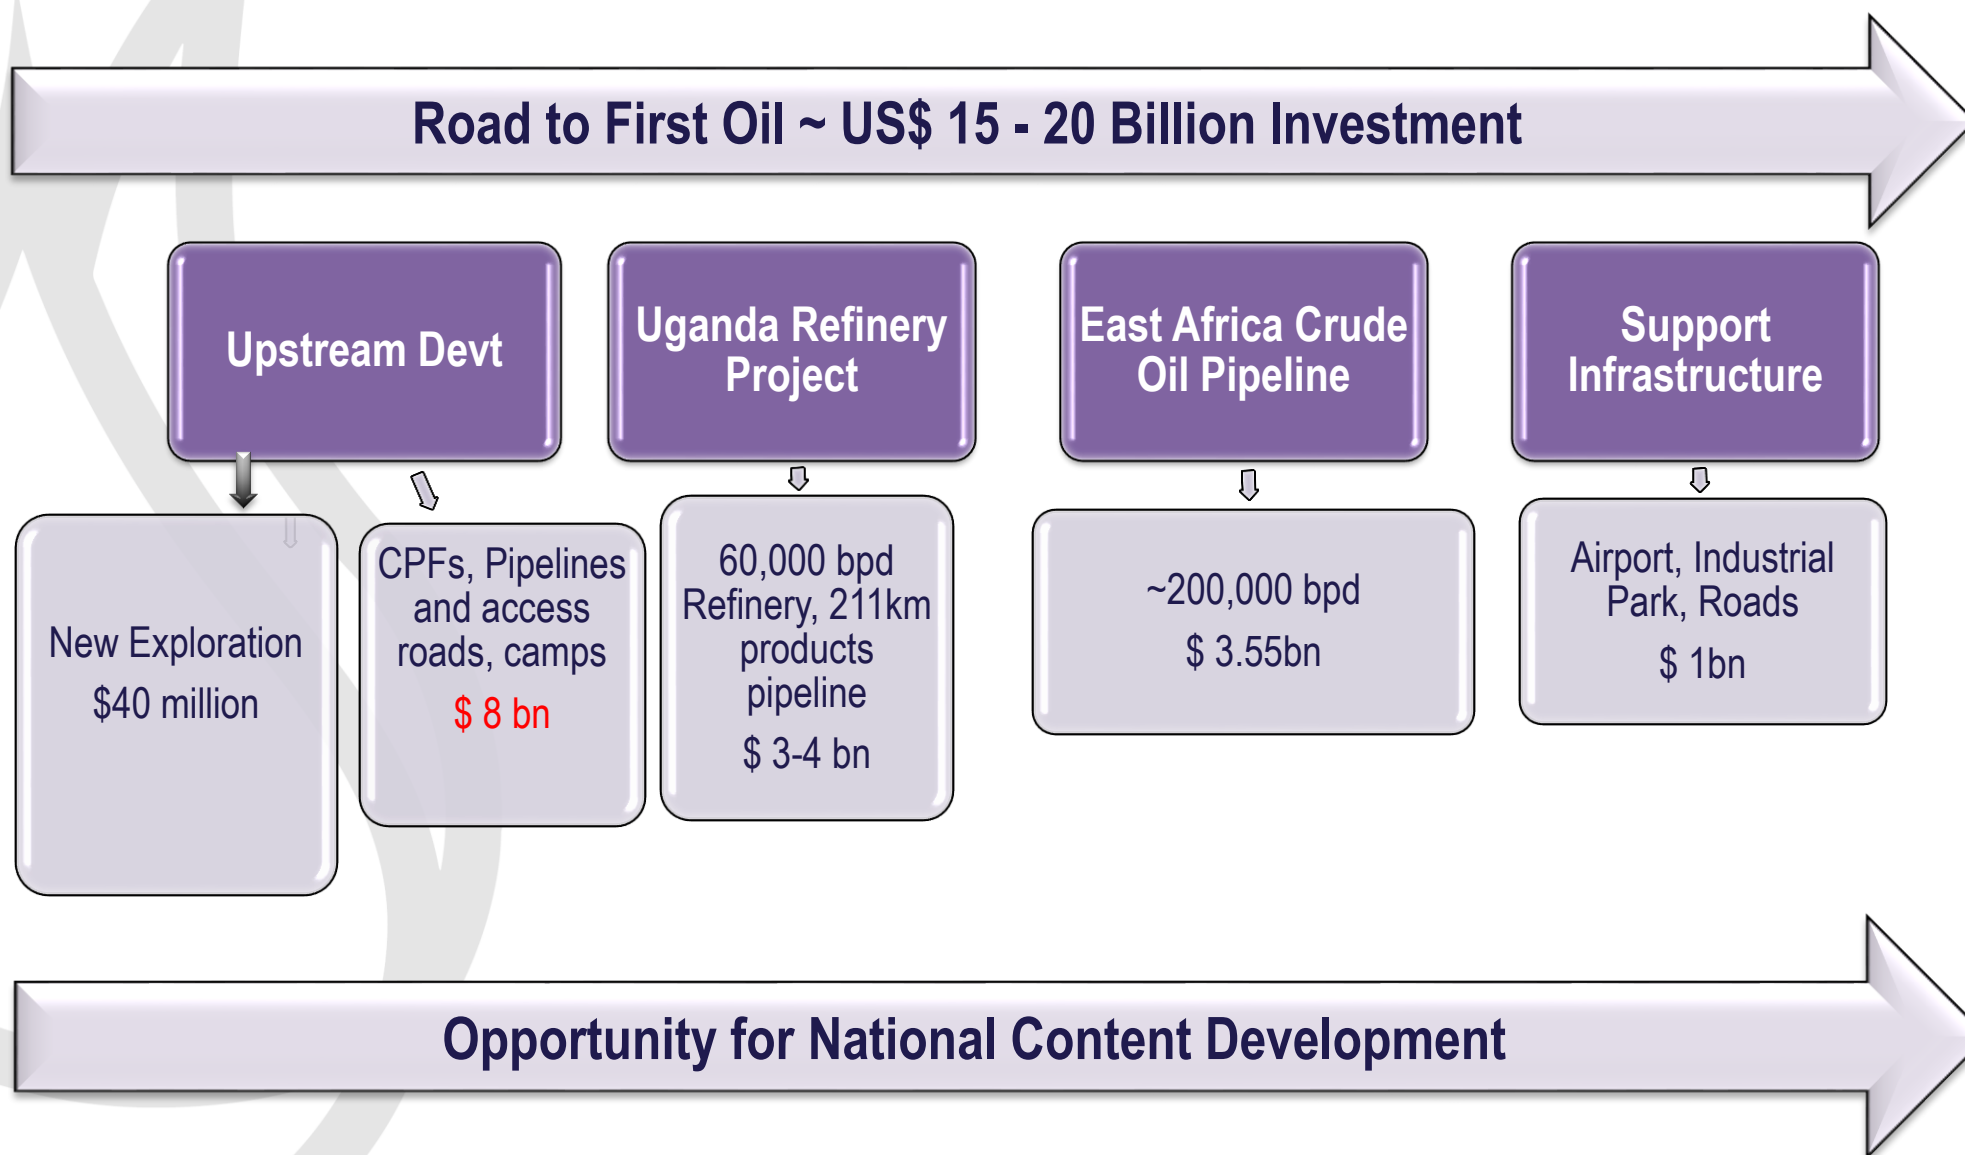 Road to First Oil ~ US$ 15 - 20 Billion Investment
Upstream Devt
Uganda Refinery
Project
East Africa Crude
Oil Pipeline
Support
Infrastructure
New Exploration
$40 million
CPFs, Pipelines
and access
roads, camps
$ 8 bn
60,000 bpd
Refinery, 211km
products
pipeline
$ 3-4 bn
~200,000 bpd
$ 3.55bn
Airport, Industrial
Park, Roads
$ 1bn
Opportunity for National Content Development